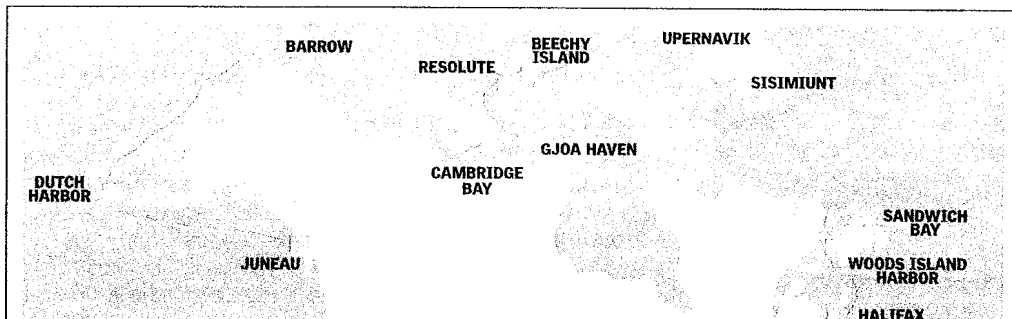 BARROW
BEECHY
ISLAND
UPERNAVIK
RESOLUTE
SISIMIUNT
GJOA HAVEN
CAMBRIDGE
BAY
DUTCH
HARBOR
SANDWICH
BAY
JUNEAU
WOODS ISLAND
HARBOR
HALIFAX